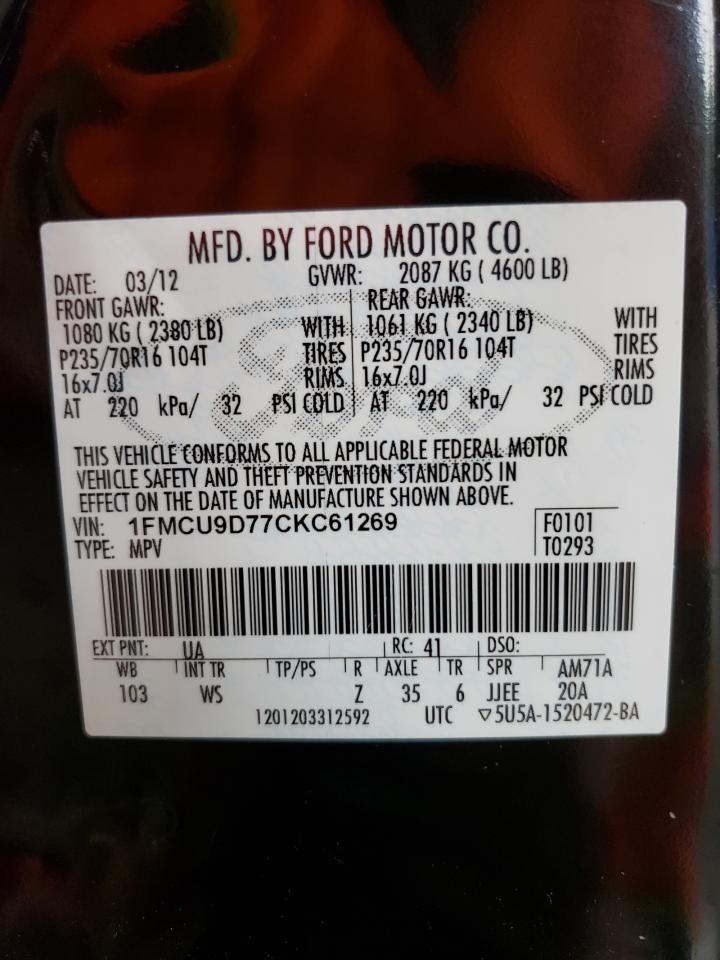 MFD. BY FORD MOTOR CO.
DATE: 03/12 GVWR: 2087 KG ( 4600 LB)
FRONT GAWR: REAR GAWR:
1080 KG ( 2380 LB) WITH 1061 KG ( 2340 LB) WITH
P235/70R16 104T TIRES P235/70R16 104T TIRES
16x7.0J RIMS 16x7.0J RIMS
AT 220 kPa/ 32 PSI COLD AT 220 kPa/ 32 PSI COLD
Ford
THIS VEHICLE CONFORMS TO ALL APPLICABLE FEDERAL MOTOR
VEHICLE SAFETY AND THEFT PREVENTION STANDARDS IN
EFFECT ON THE DATE OF MANUFACTURE SHOWN ABOVE.
VIN: 1FMCU9D77CKC61269 F0101
TYPE: MPV T0293
EXT PNT: UA RC: 41 DSO:
WB INT TR TP/PS R AXLE TR SPR AM71A
103 WS Z 35 6 JJEE 20A
1201203312592 UTC ▽5U5A-1520472-BA